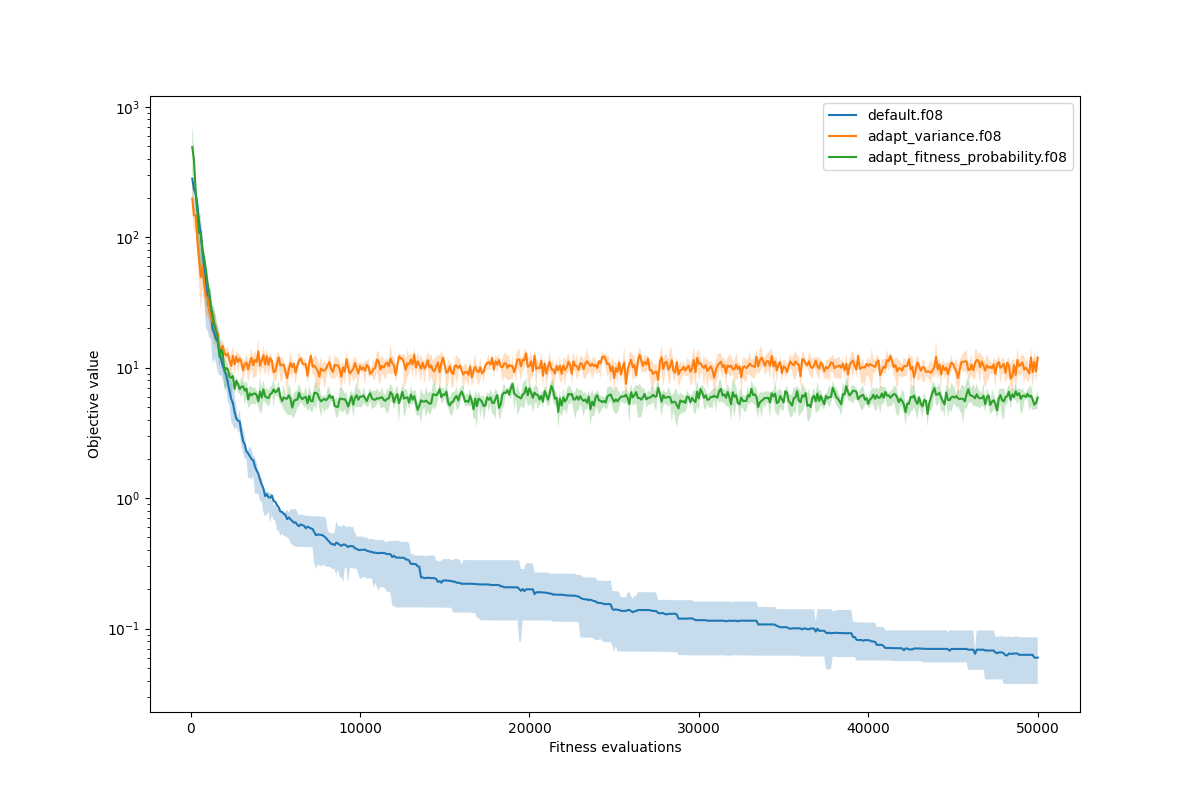 default.f08
adapt_variance.f08
adapt_fitness_probability.f08
Objective value
10³
10²
10¹
10⁰
10⁻¹
0 10000 20000 30000 40000 50000
Fitness evaluations